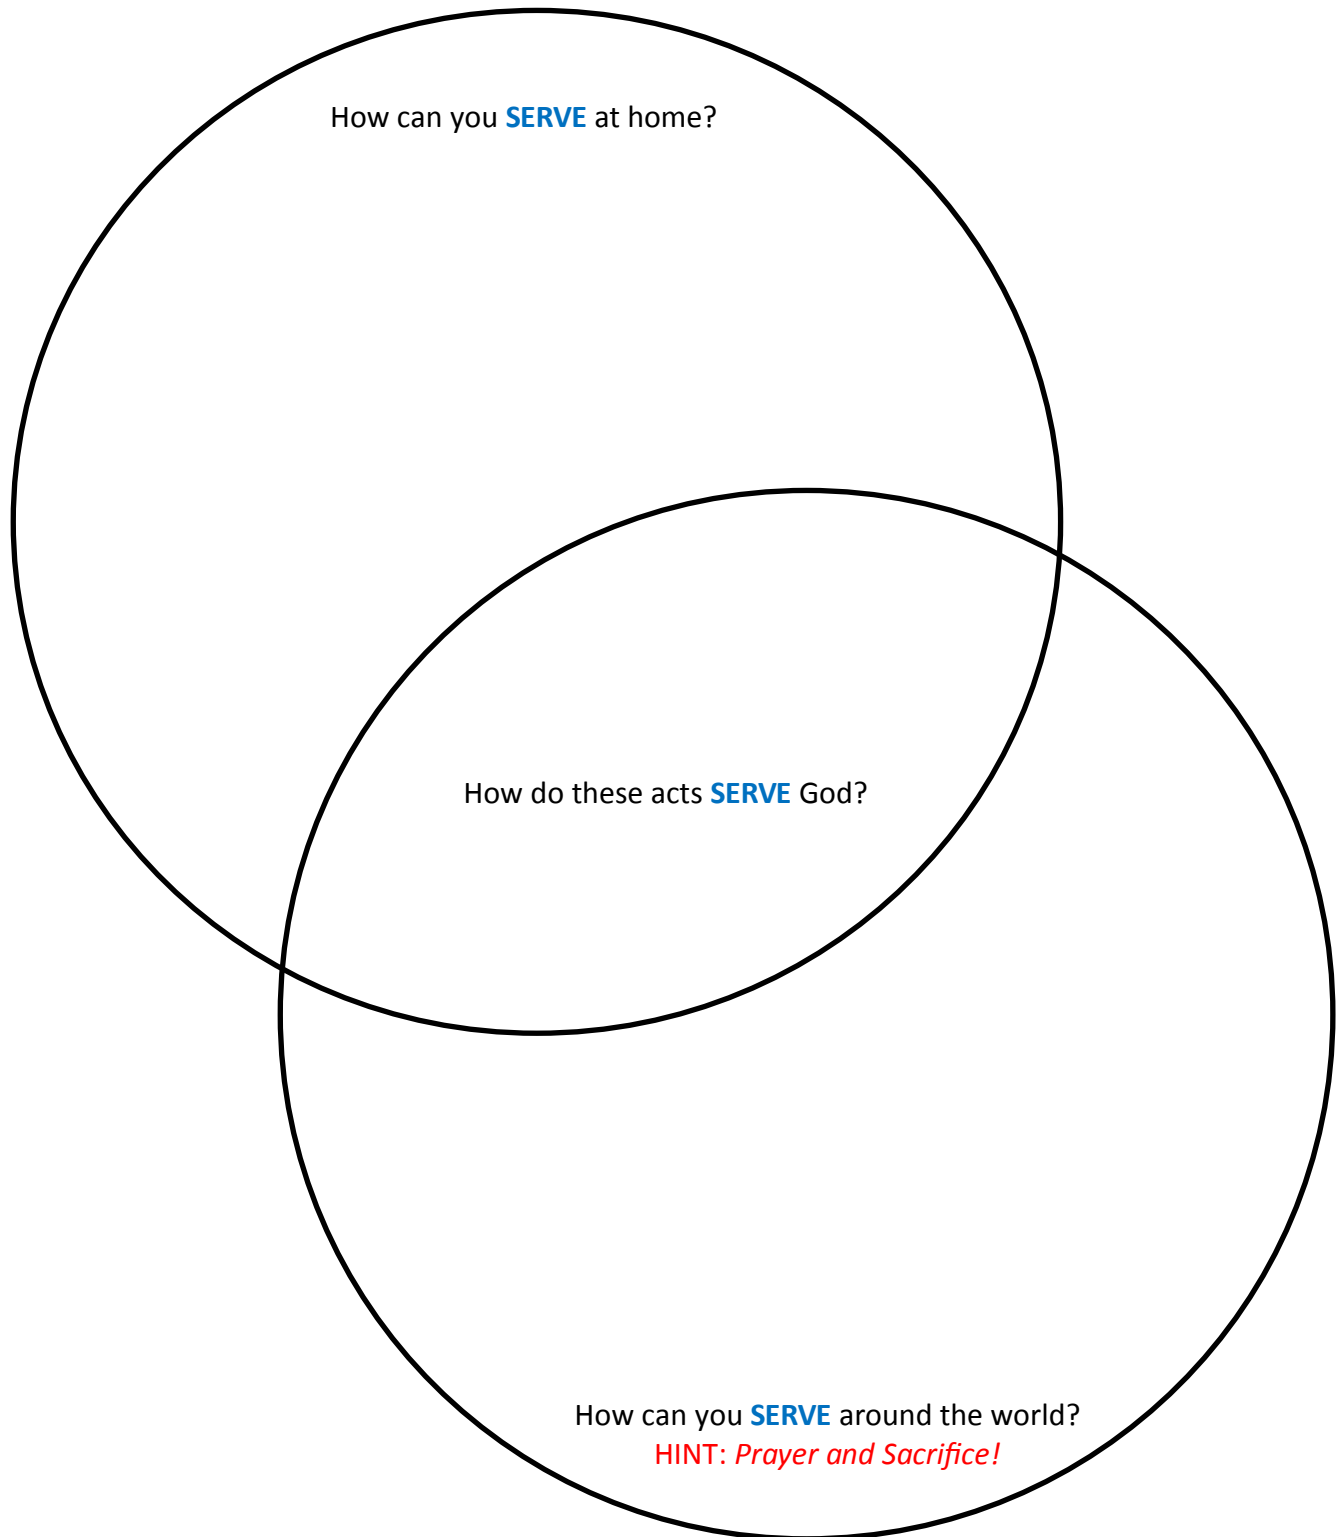 How can you SERVE at home?
How do these acts SERVE God?
How can you SERVE around the world?
HINT: Prayer and Sacrifice!